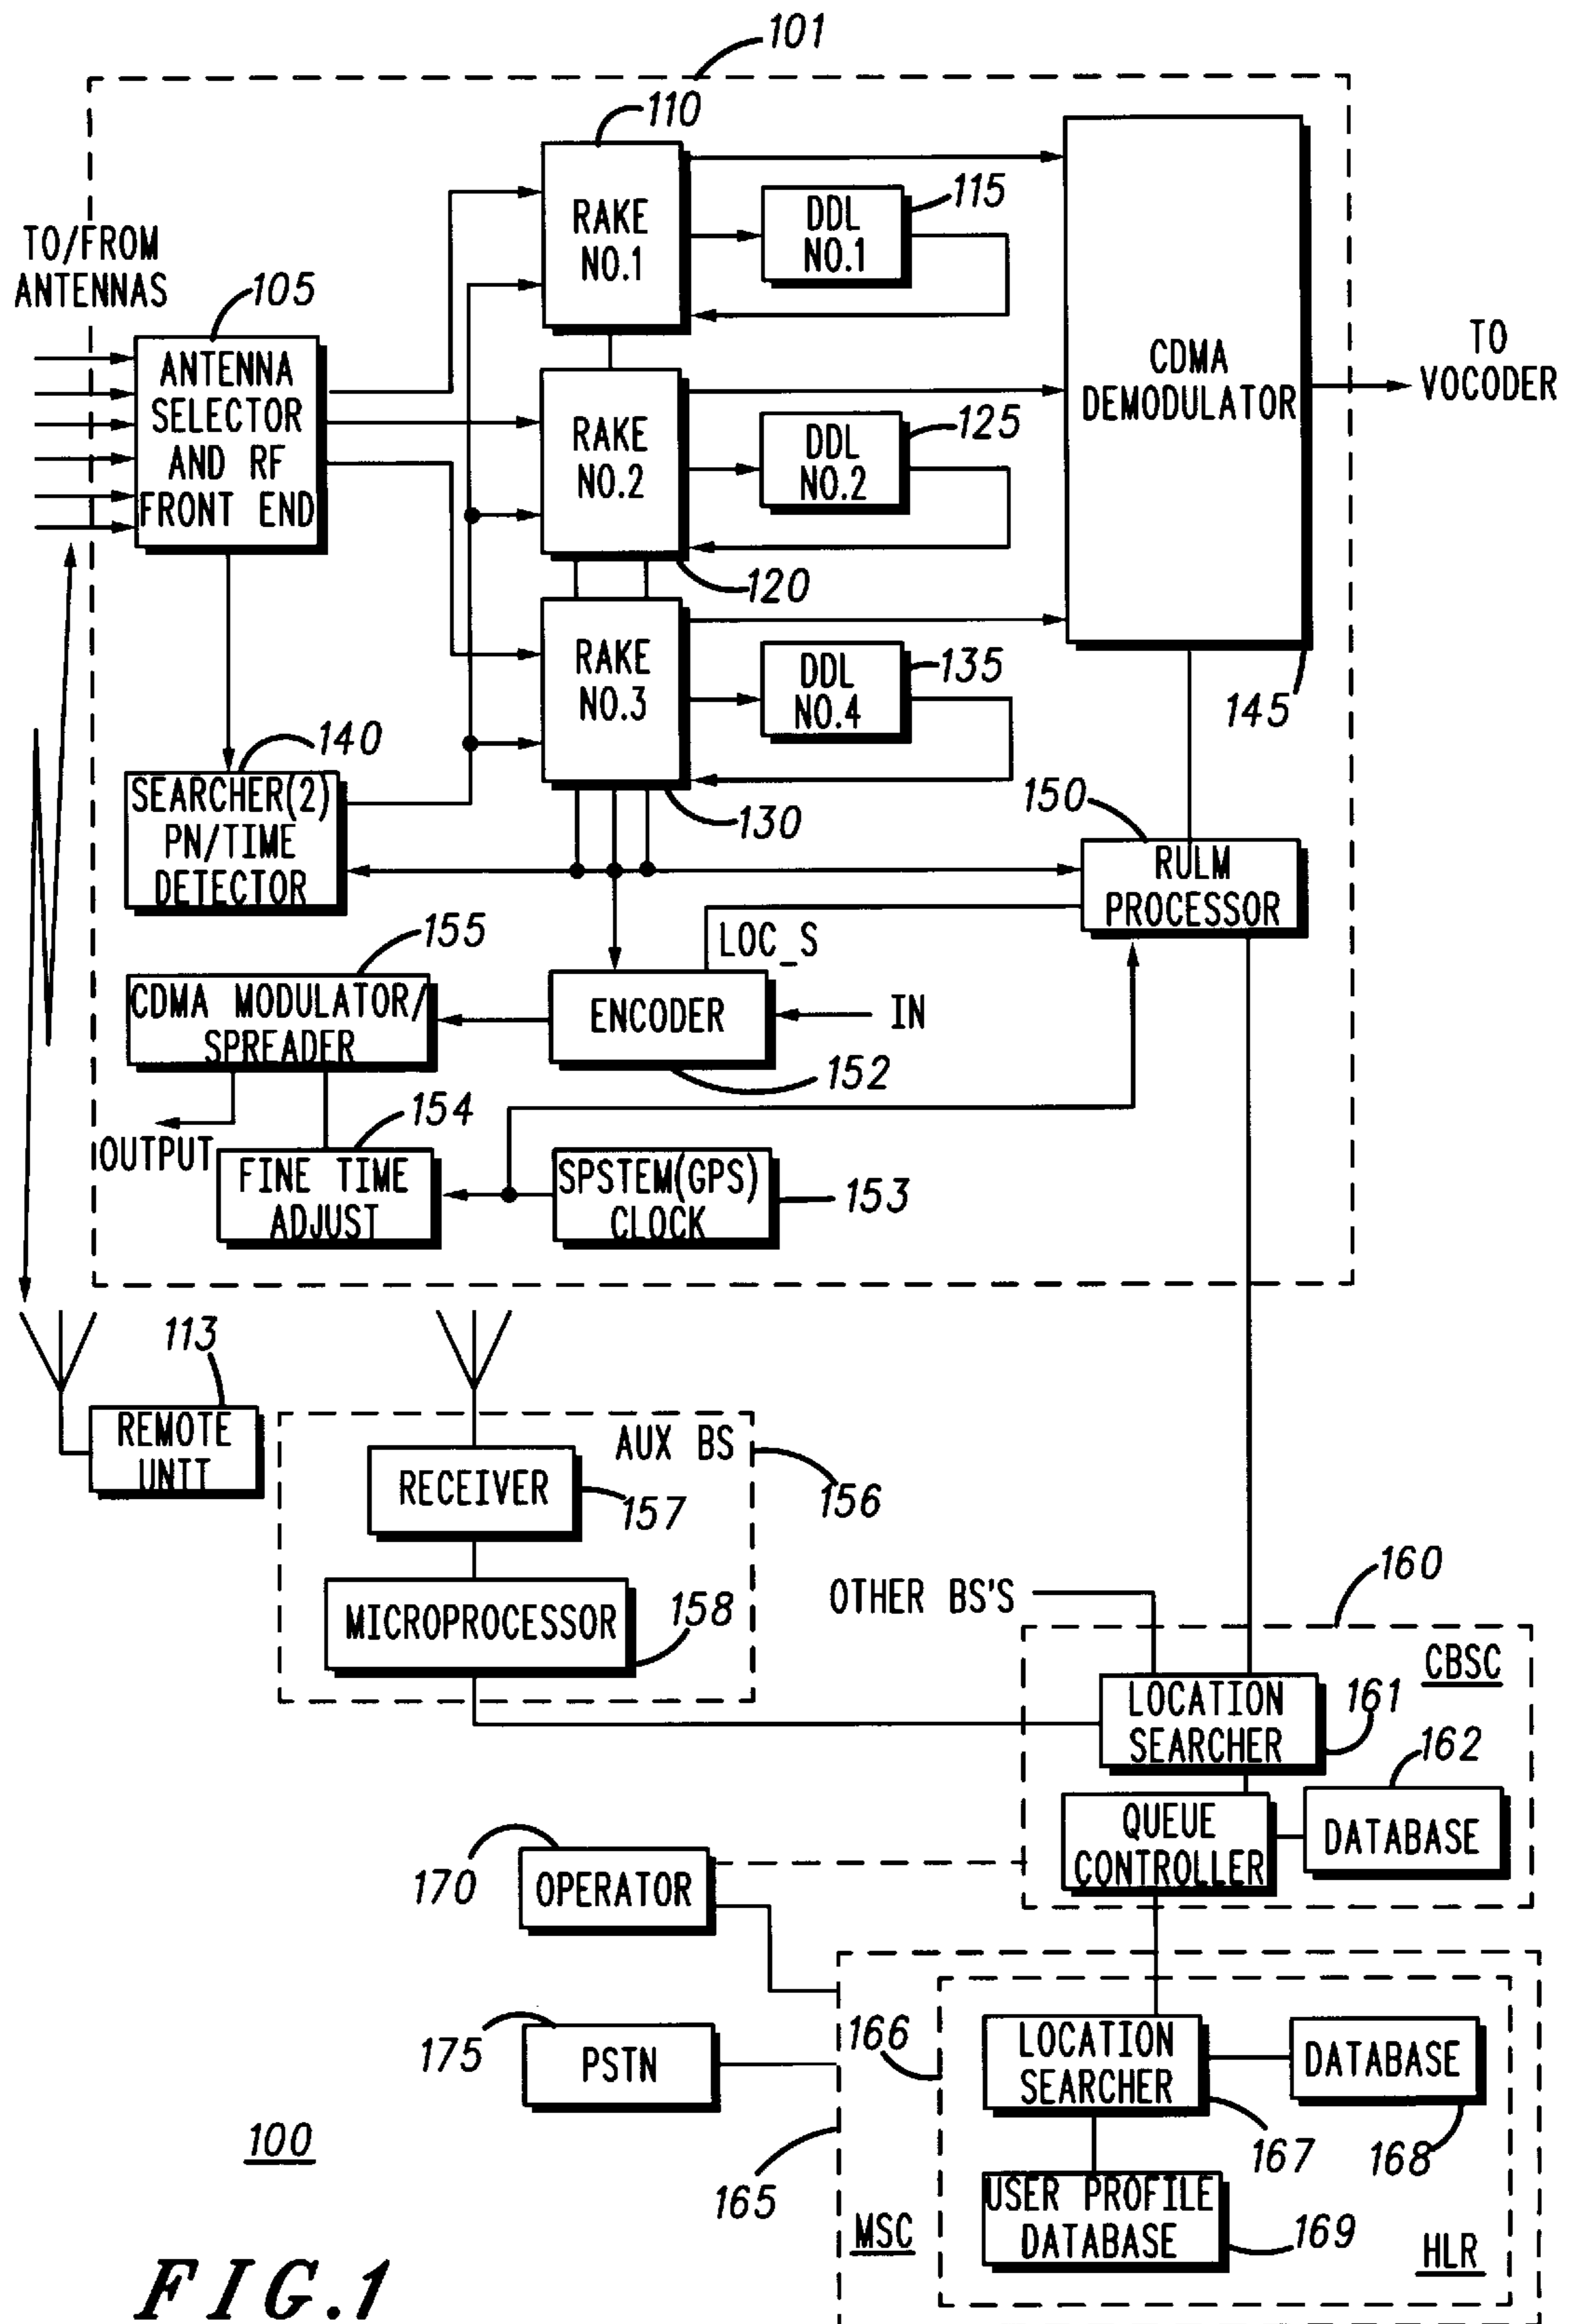 101
110
RAKE
NO.1
115
DDL
NO.1
TO/FROM
ANTENNAS
105
ANTENNA
SELECTOR
AND RF
FRONT END
CDMA
DEMODULATOR
TO
VOCODER
RAKE
NO.2
DDL
NO.2
125
120
RAKE
NO.3
DDL
NO.4
135
145
140
SEARCHER(2)
PN/TIME
DETECTOR
130
150
RULM
PROCESSOR
155
LOC_S
CDMA MODULATOR/
SPREADER
ENCODER
IN
152
154
OUTPUT
FINE TIME
ADJUST
SPSTEM(GPS)
CLOCK
153
113
REMOTE
UNIT
AUX BS
RECEIVER
157
156
MICROPROCESSOR
158
OTHER BS'S
160
CBSC
LOCATION
SEARCHER
161
162
QUEUE
CONTROLLER
DATABASE
170
OPERATOR
175
PSTN
166
LOCATION
SEARCHER
DATABASE
167
168
100
165
MSC
USER PROFILE
DATABASE
169
HLR
FIG.1